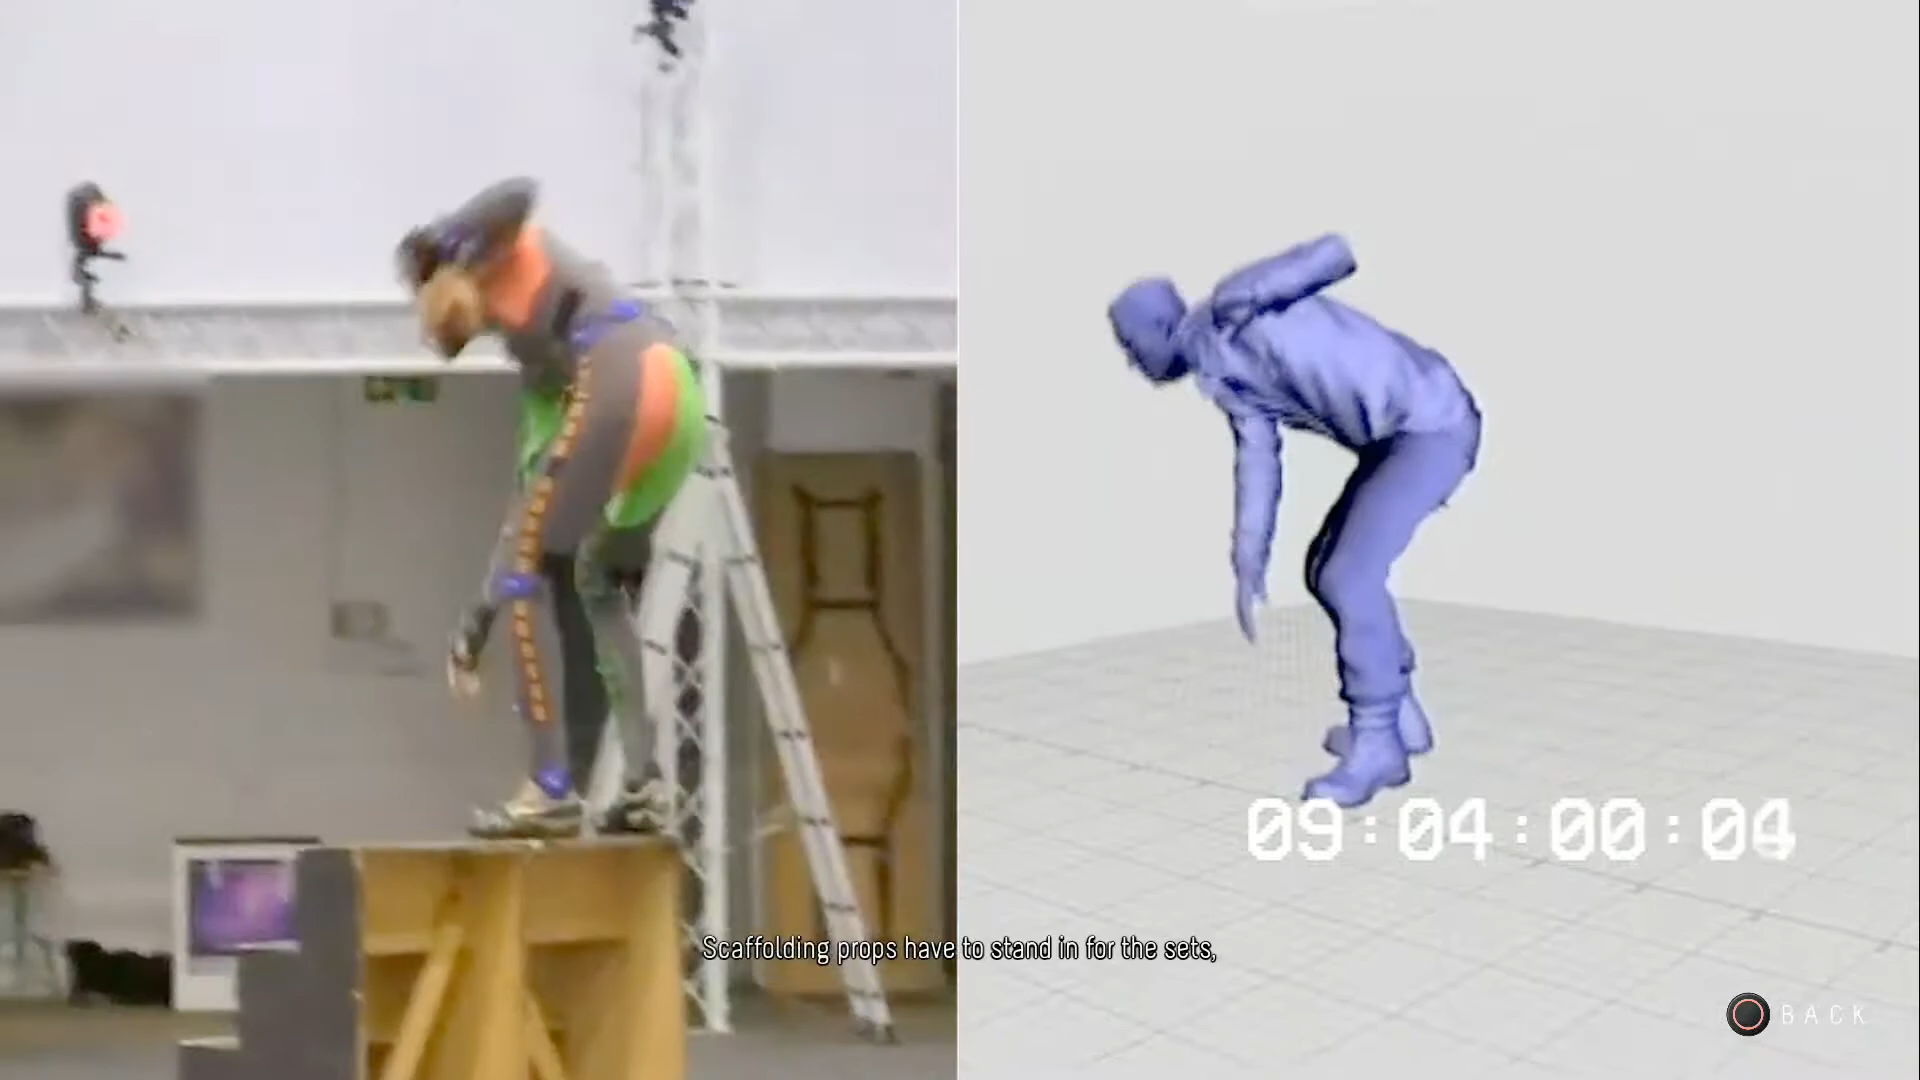 09:04:00:04
Scaffolding props have to stand in for the sets,
BACK